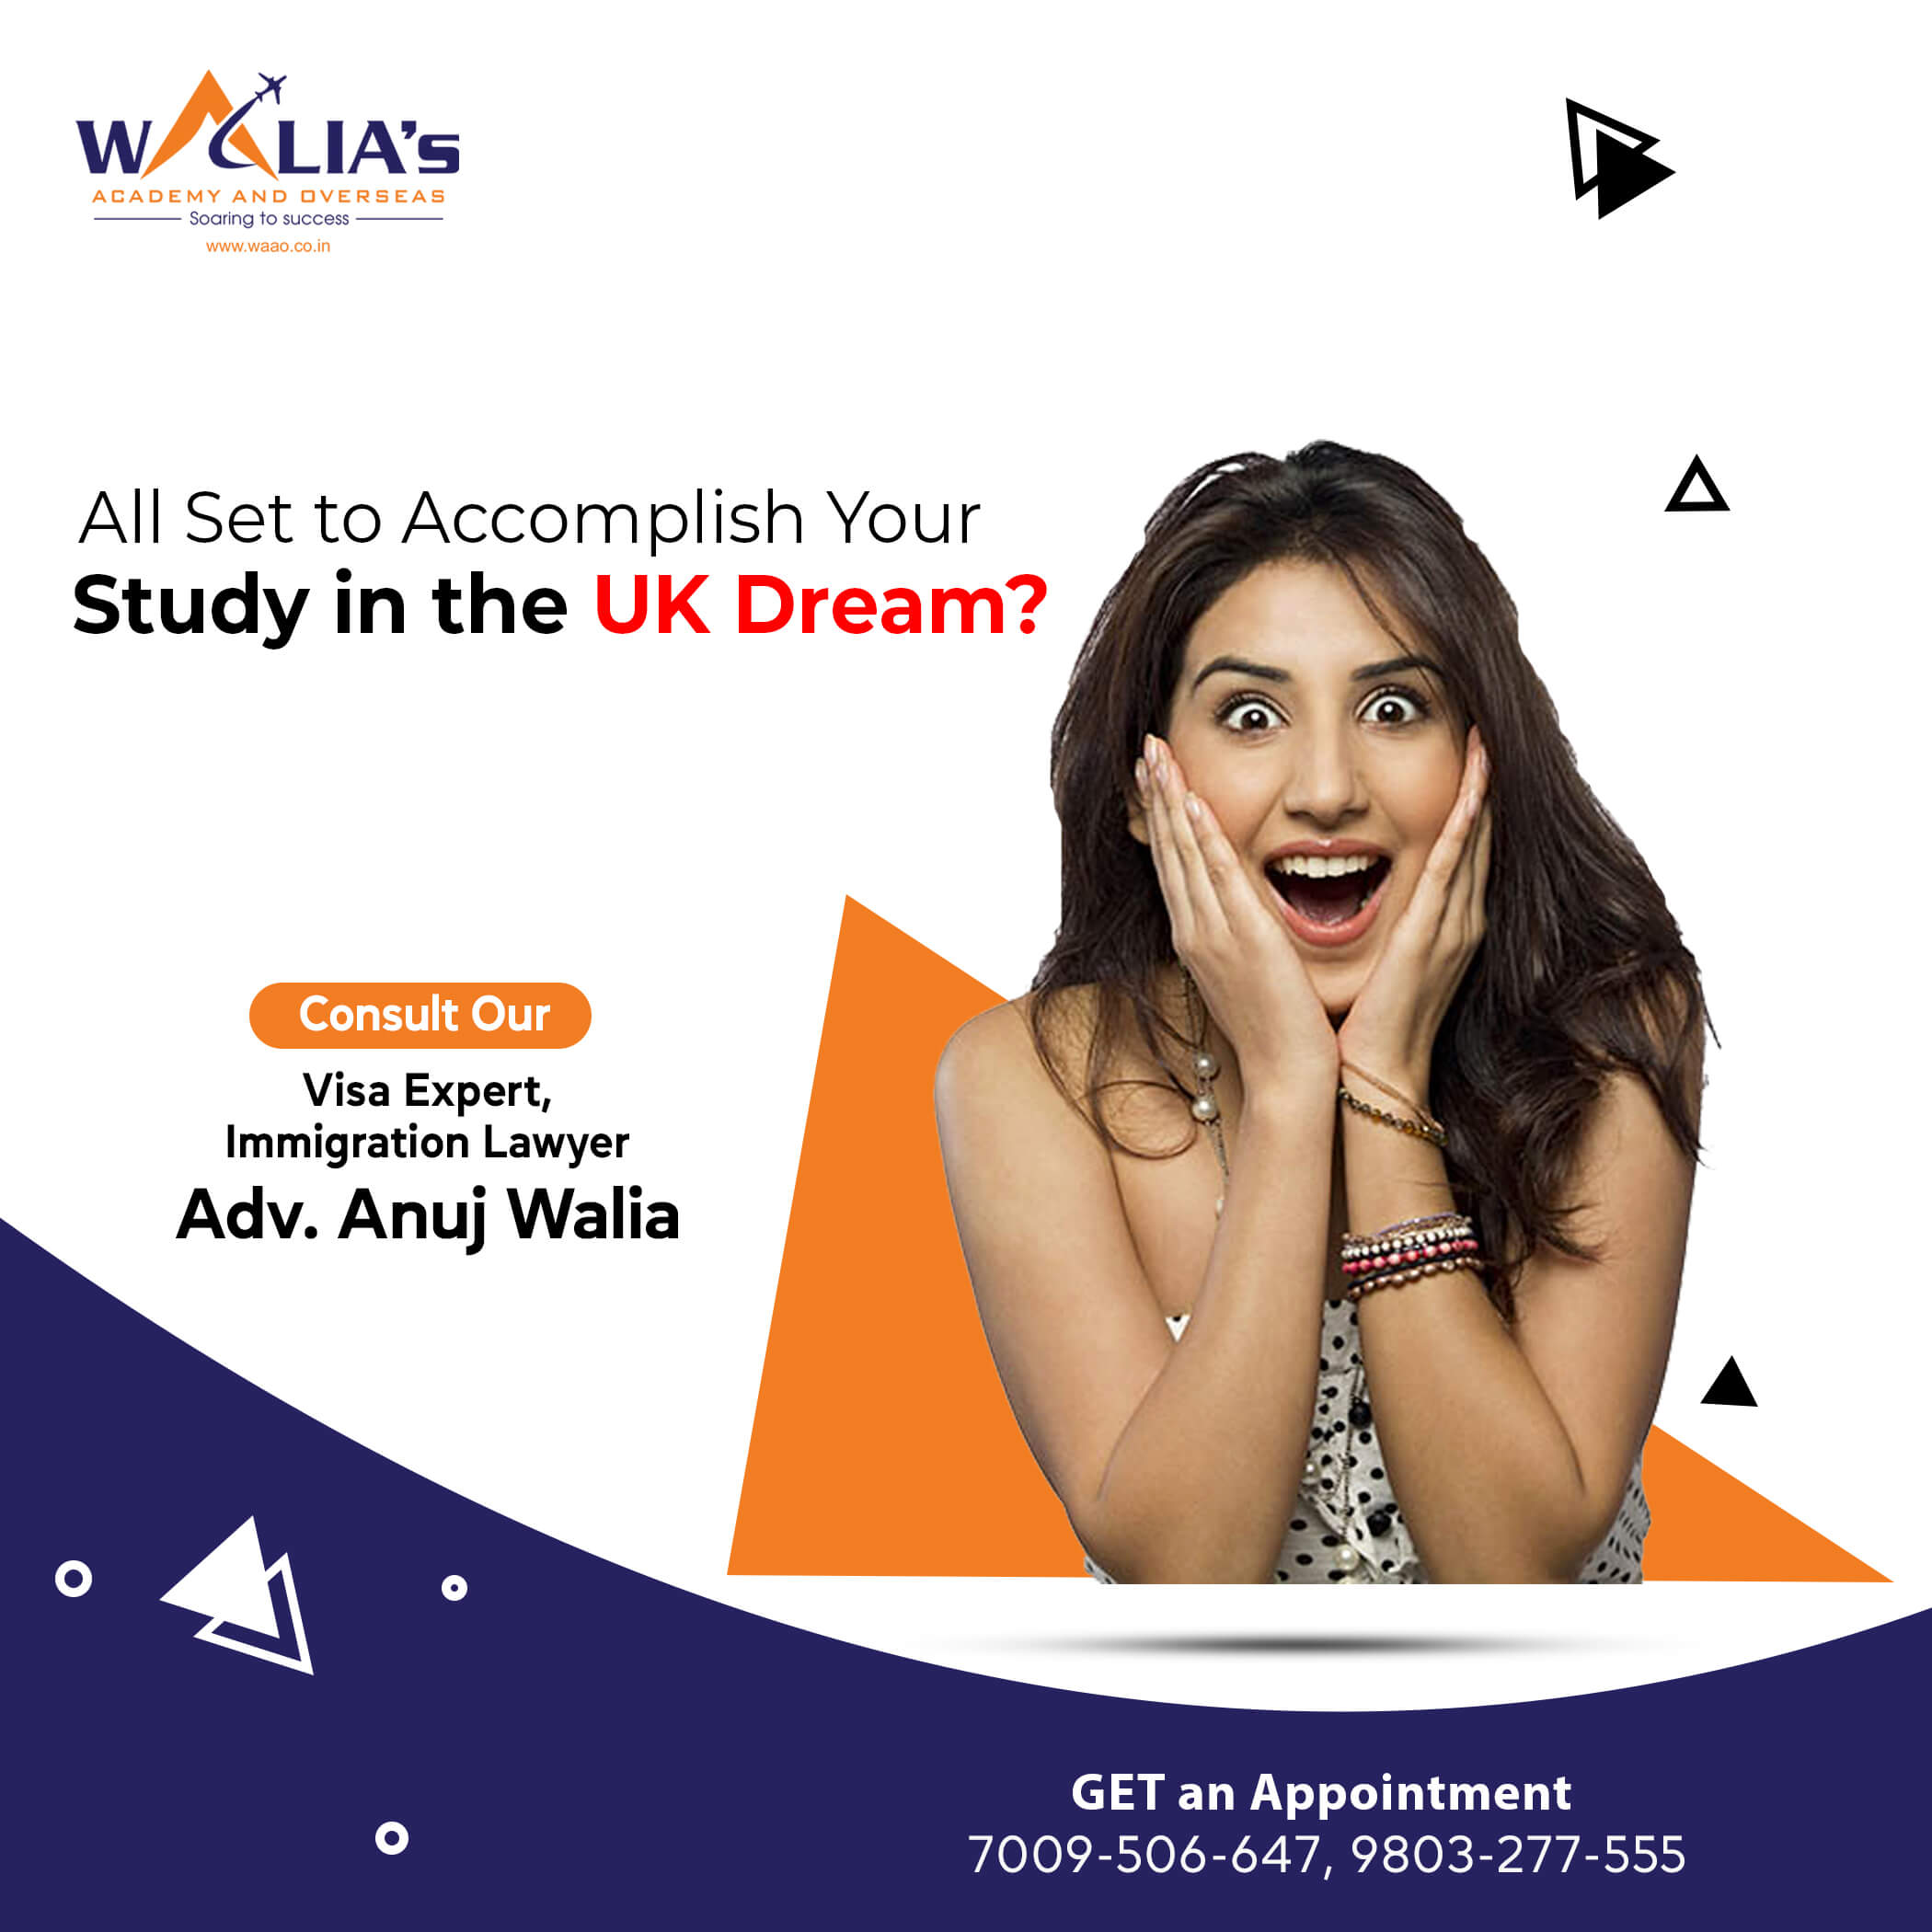 WALIA's
ACADEMY AND OVERSEAS
Soaring to success
www.waao.co.in
All Set to Accomplish Your
Study in the UK Dream?
Consult Our
Visa Expert,
Immigration Lawyer
Adv. Anuj Walia
GET an Appointment
7009-506-647, 9803-277-555